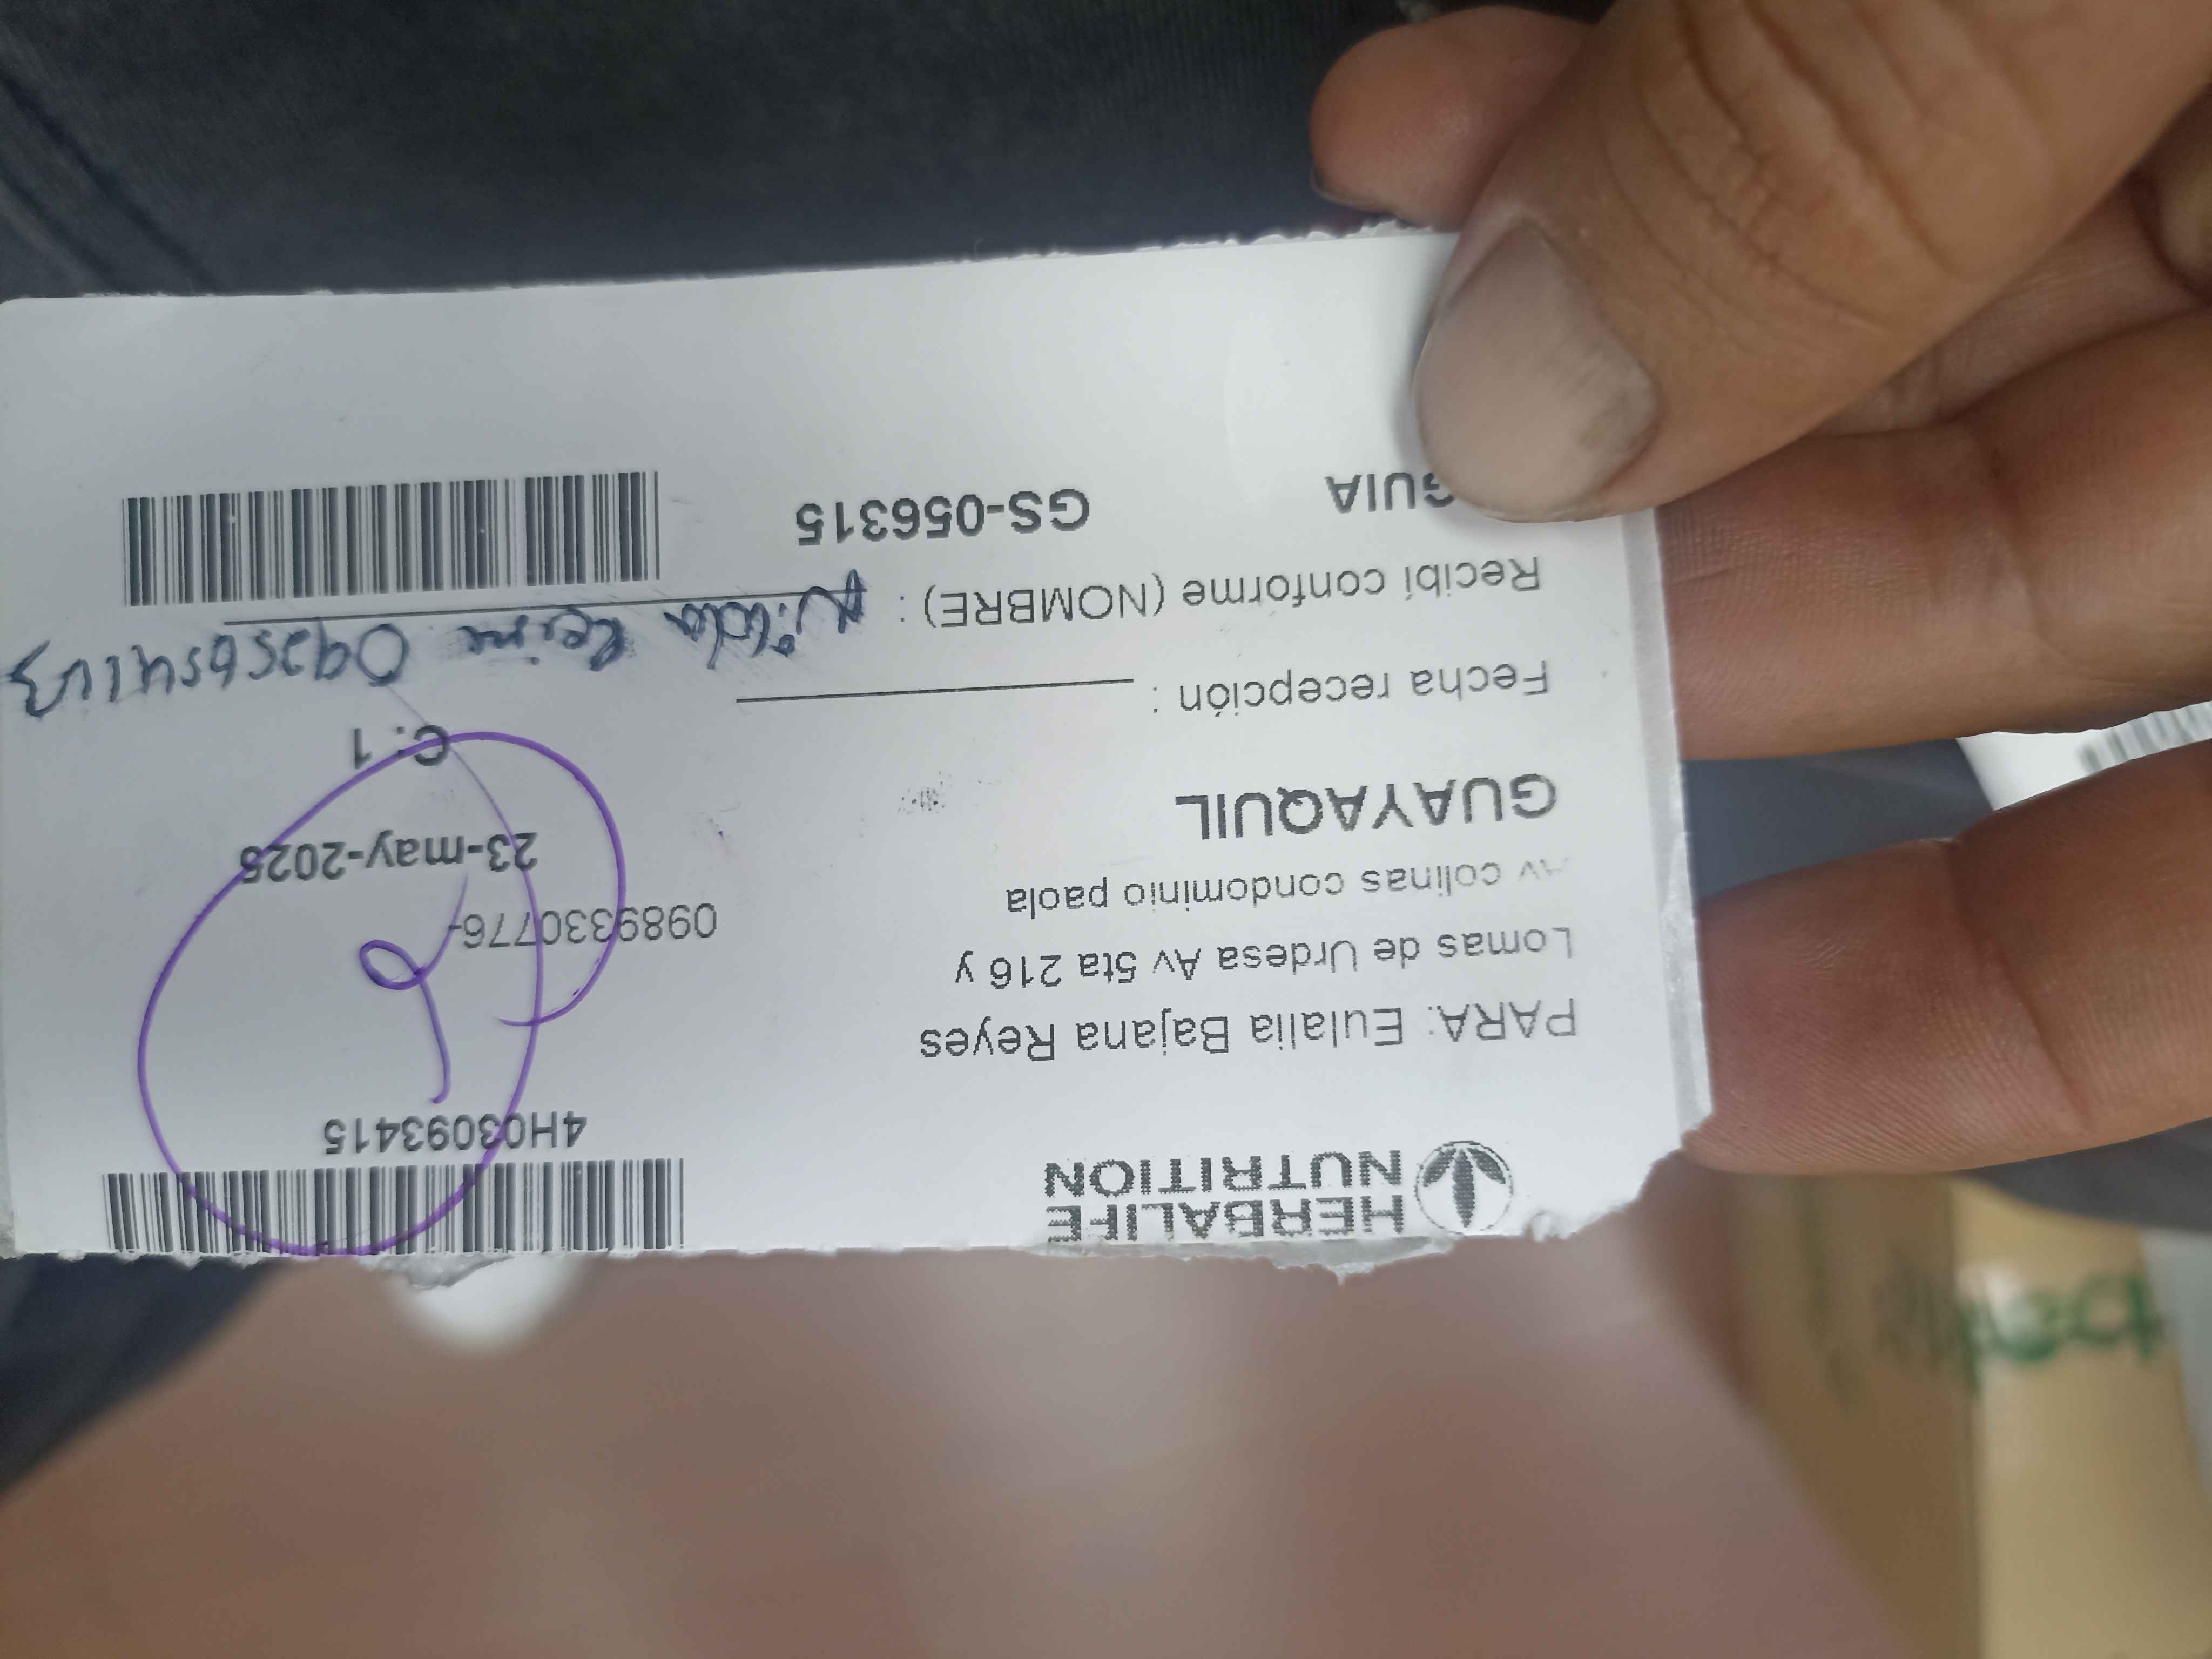 HERBALIFE
NUTRITION
4H03093415
PARA: Eulalia Bajana Reyes
Lomas de Urdesa Av 5ta 216 y
Av colinas condominio paola
0989330776-
GUAYAQUIL
23-may-2025
C: 1
Fecha recepción :
Recibí conforme (NOMBRE) :
GUIA
GS-056315